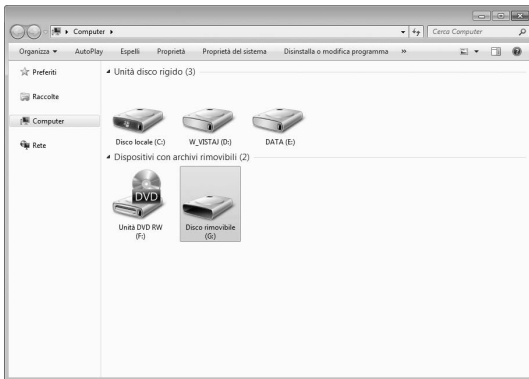 Computer
Cerca Computer
Organizza
AutoPlay
Espelli
Proprietà
Proprietà del sistema
Disinstalla o modifica programma
»
Preferiti
Raccolte
Computer
Rete
Unità disco rigido (3)
Disco locale (C:)
W_VISTAJ (D:)
DATA (E:)
Dispositivi con archivi rimovibili (2)
DVD
Unità DVD RW
(F:)
Disco rimovibile
(G:)